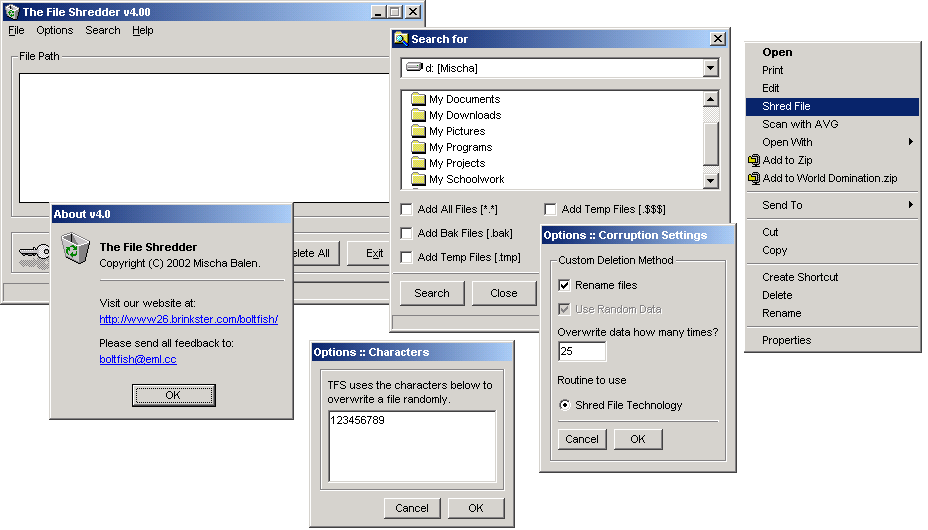 The File Shredder v4.00
File Options Search Help
File Path
Delete All
Exit
Search for
d: [Mischa]
My Documents
My Downloads
My Pictures
My Programs
My Projects
My Schoolwork
Add All Files [*.*]
Add Temp Files [.$$$]
Add Bak Files [.bak]
Add Temp Files [.tmp]
Search
Close
Open
Print
Edit
Shred File
Scan with AVG
Open With
Add to Zip
Add to World Domination.zip
Send To
Cut
Copy
Create Shortcut
Delete
Rename
Properties
About v4.0
The File Shredder
Copyright (C) 2002 Mischa Balen.
Visit our website at:
http://www26.brinkster.com/boltfish/
Please send all feedback to:
boltfish@eml.cc
OK
Options :: Characters
TFS uses the characters below to
overwrite a file randomly.
123456789
Cancel
OK
Options :: Corruption Settings
Custom Deletion Method
Rename files
Use Random Data
Overwrite data how many times?
25
Routine to use
Shred File Technology
Cancel
OK